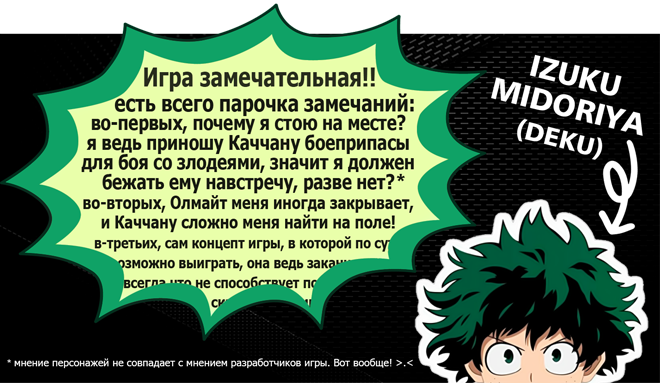 Игра замечательная!!
есть всего парочка замечаний:
во-первых, почему я стою на месте?
я ведь приношу Каччану боеприпасы
для боя со злодеями, значит я должен
бежать ему навстречу, разве нет?*
во-вторых, Олмайт меня иногда закрывает,
и Каччану сложно меня найти на поле!
в-третьих, сам концепт игры, в которой по
выиграть, она ведь
что не способствует
IZUKU
MIDORIYA
(DEKU)
* мнение персонажей не совпадает с мнением разработчиков игры. Вот вообще! >.<